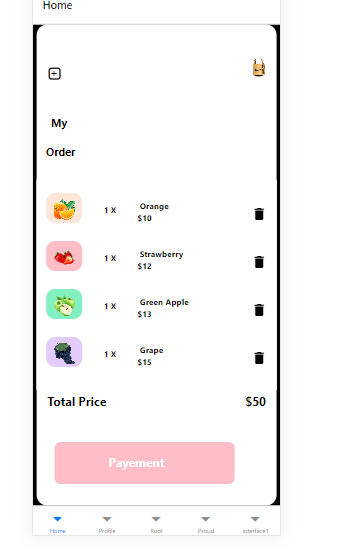 Home
My
Order
1 X Orange
$10
1 X Strawberry
$12
1 X Green Apple
$13
1 X Grape
$15
Total Price $50
Payement
Home Profile Root Proud interface1